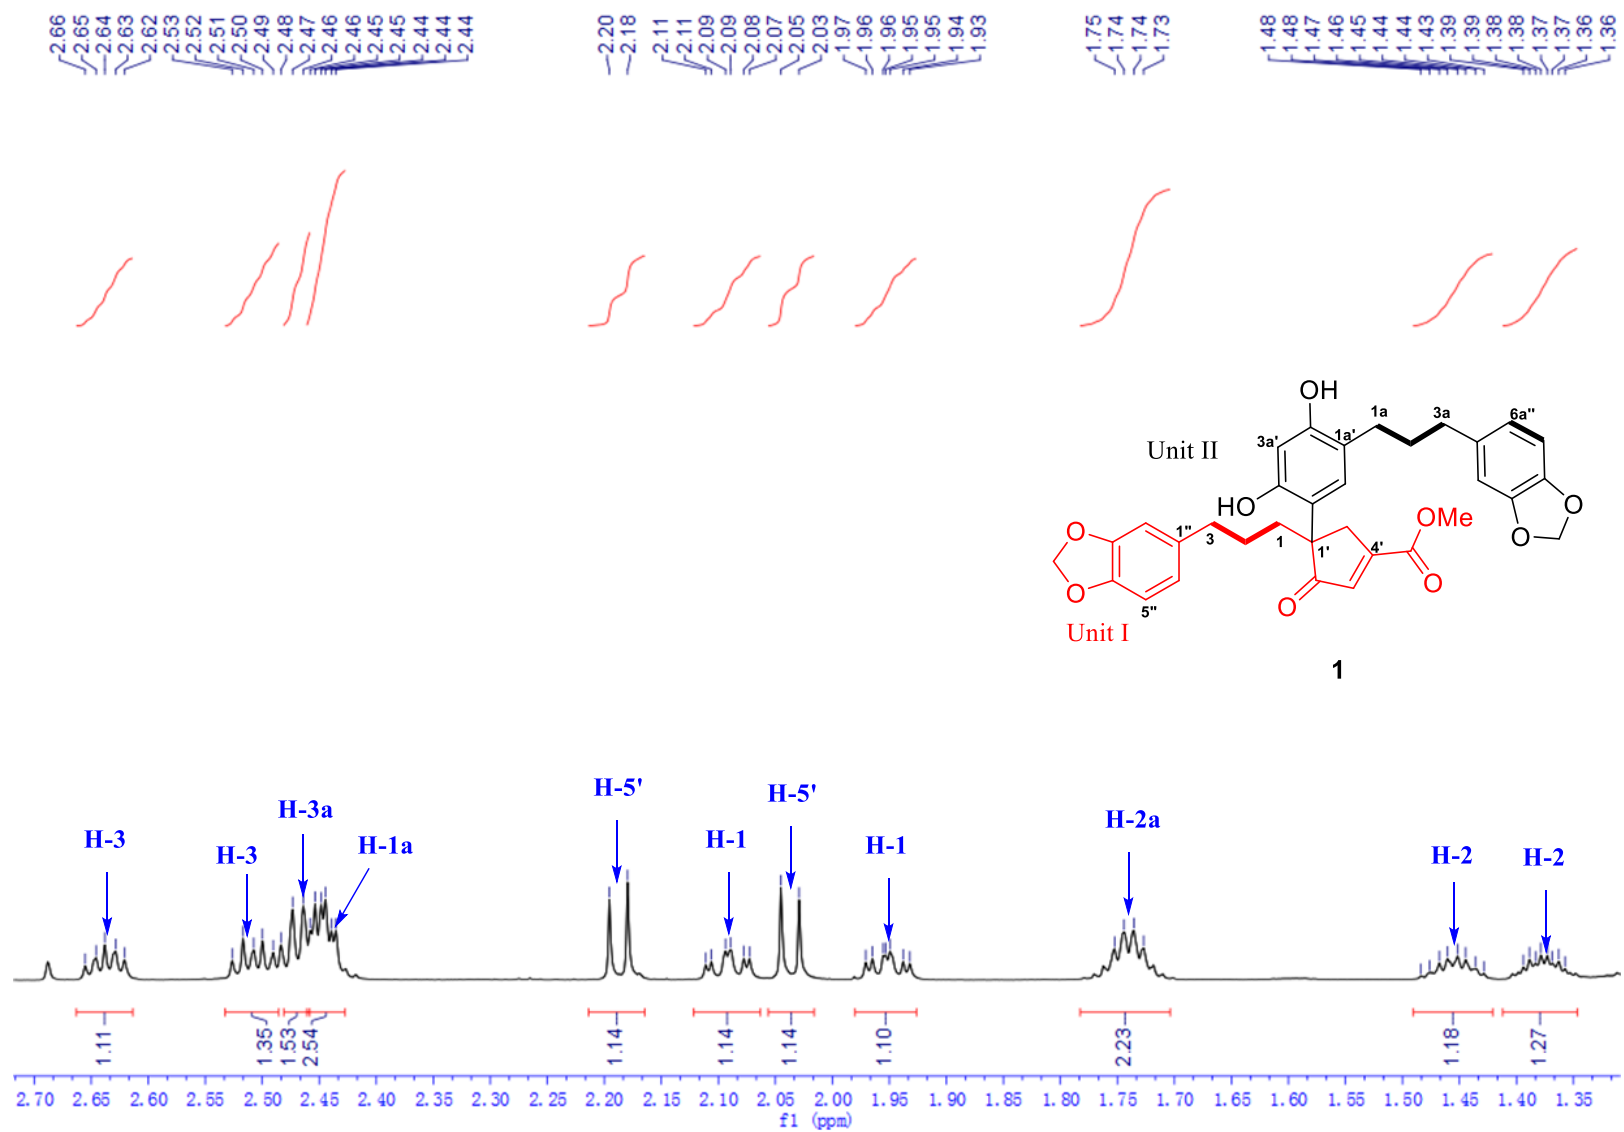 2.66 2.65 2.64 2.63 2.62 2.53 2.52 2.51 2.50 2.49 2.48 2.47 2.46 2.46 2.45 2.45 2.44 2.44 2.44 2.20 2.18 2.11 2.11 2.09 2.09 2.08 2.07 2.05 2.03 1.97 1.96 1.96 1.95 1.95 1.94 1.93 1.75 1.74 1.74 1.73 1.48 1.48 1.47 1.46 1.45 1.44 1.44 1.43 1.39 1.39 1.38 1.38 1.37 1.37 1.36 1.36
OH
1a 3a 6a"
3a' 1a'
Unit II
HO
O
OMe
O
O
1" 3 1 1' 4'
O
O
O
O
5"
Unit I
1
H-3
H-3
H-3a
H-1a
H-5'
H-1
H-5'
H-1
H-2a
H-2
H-2
1.11 1.35 1.53 2.54 1.14 1.14 1.14 1.10 2.23 1.18 1.27
2.70 2.65 2.60 2.55 2.50 2.45 2.40 2.35 2.30 2.25 2.20 2.15 2.10 2.05 2.00 1.95 1.90 1.85 1.80 1.75 1.70 1.65 1.60 1.55 1.50 1.45 1.40 1.35
f1 (ppm)